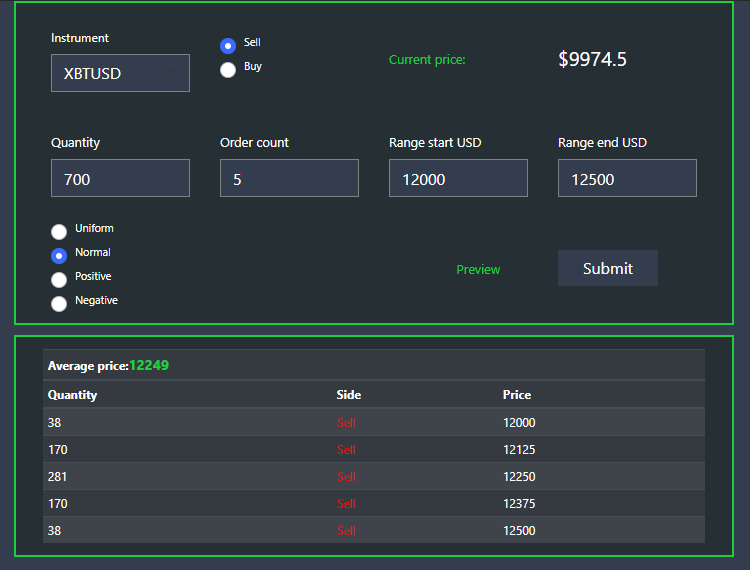 Instrument
Sell
XBTUSD
Buy
Current price:
$9974.5
Quantity
Order count
Range start USD
Range end USD
700
5
12000
12500
Uniform
Normal
Positive
Negative
Preview
Submit
Average price:12249
Quantity Side Price
38 Sell 12000
170 Sell 12125
281 Sell 12250
170 Sell 12375
38 Sell 12500